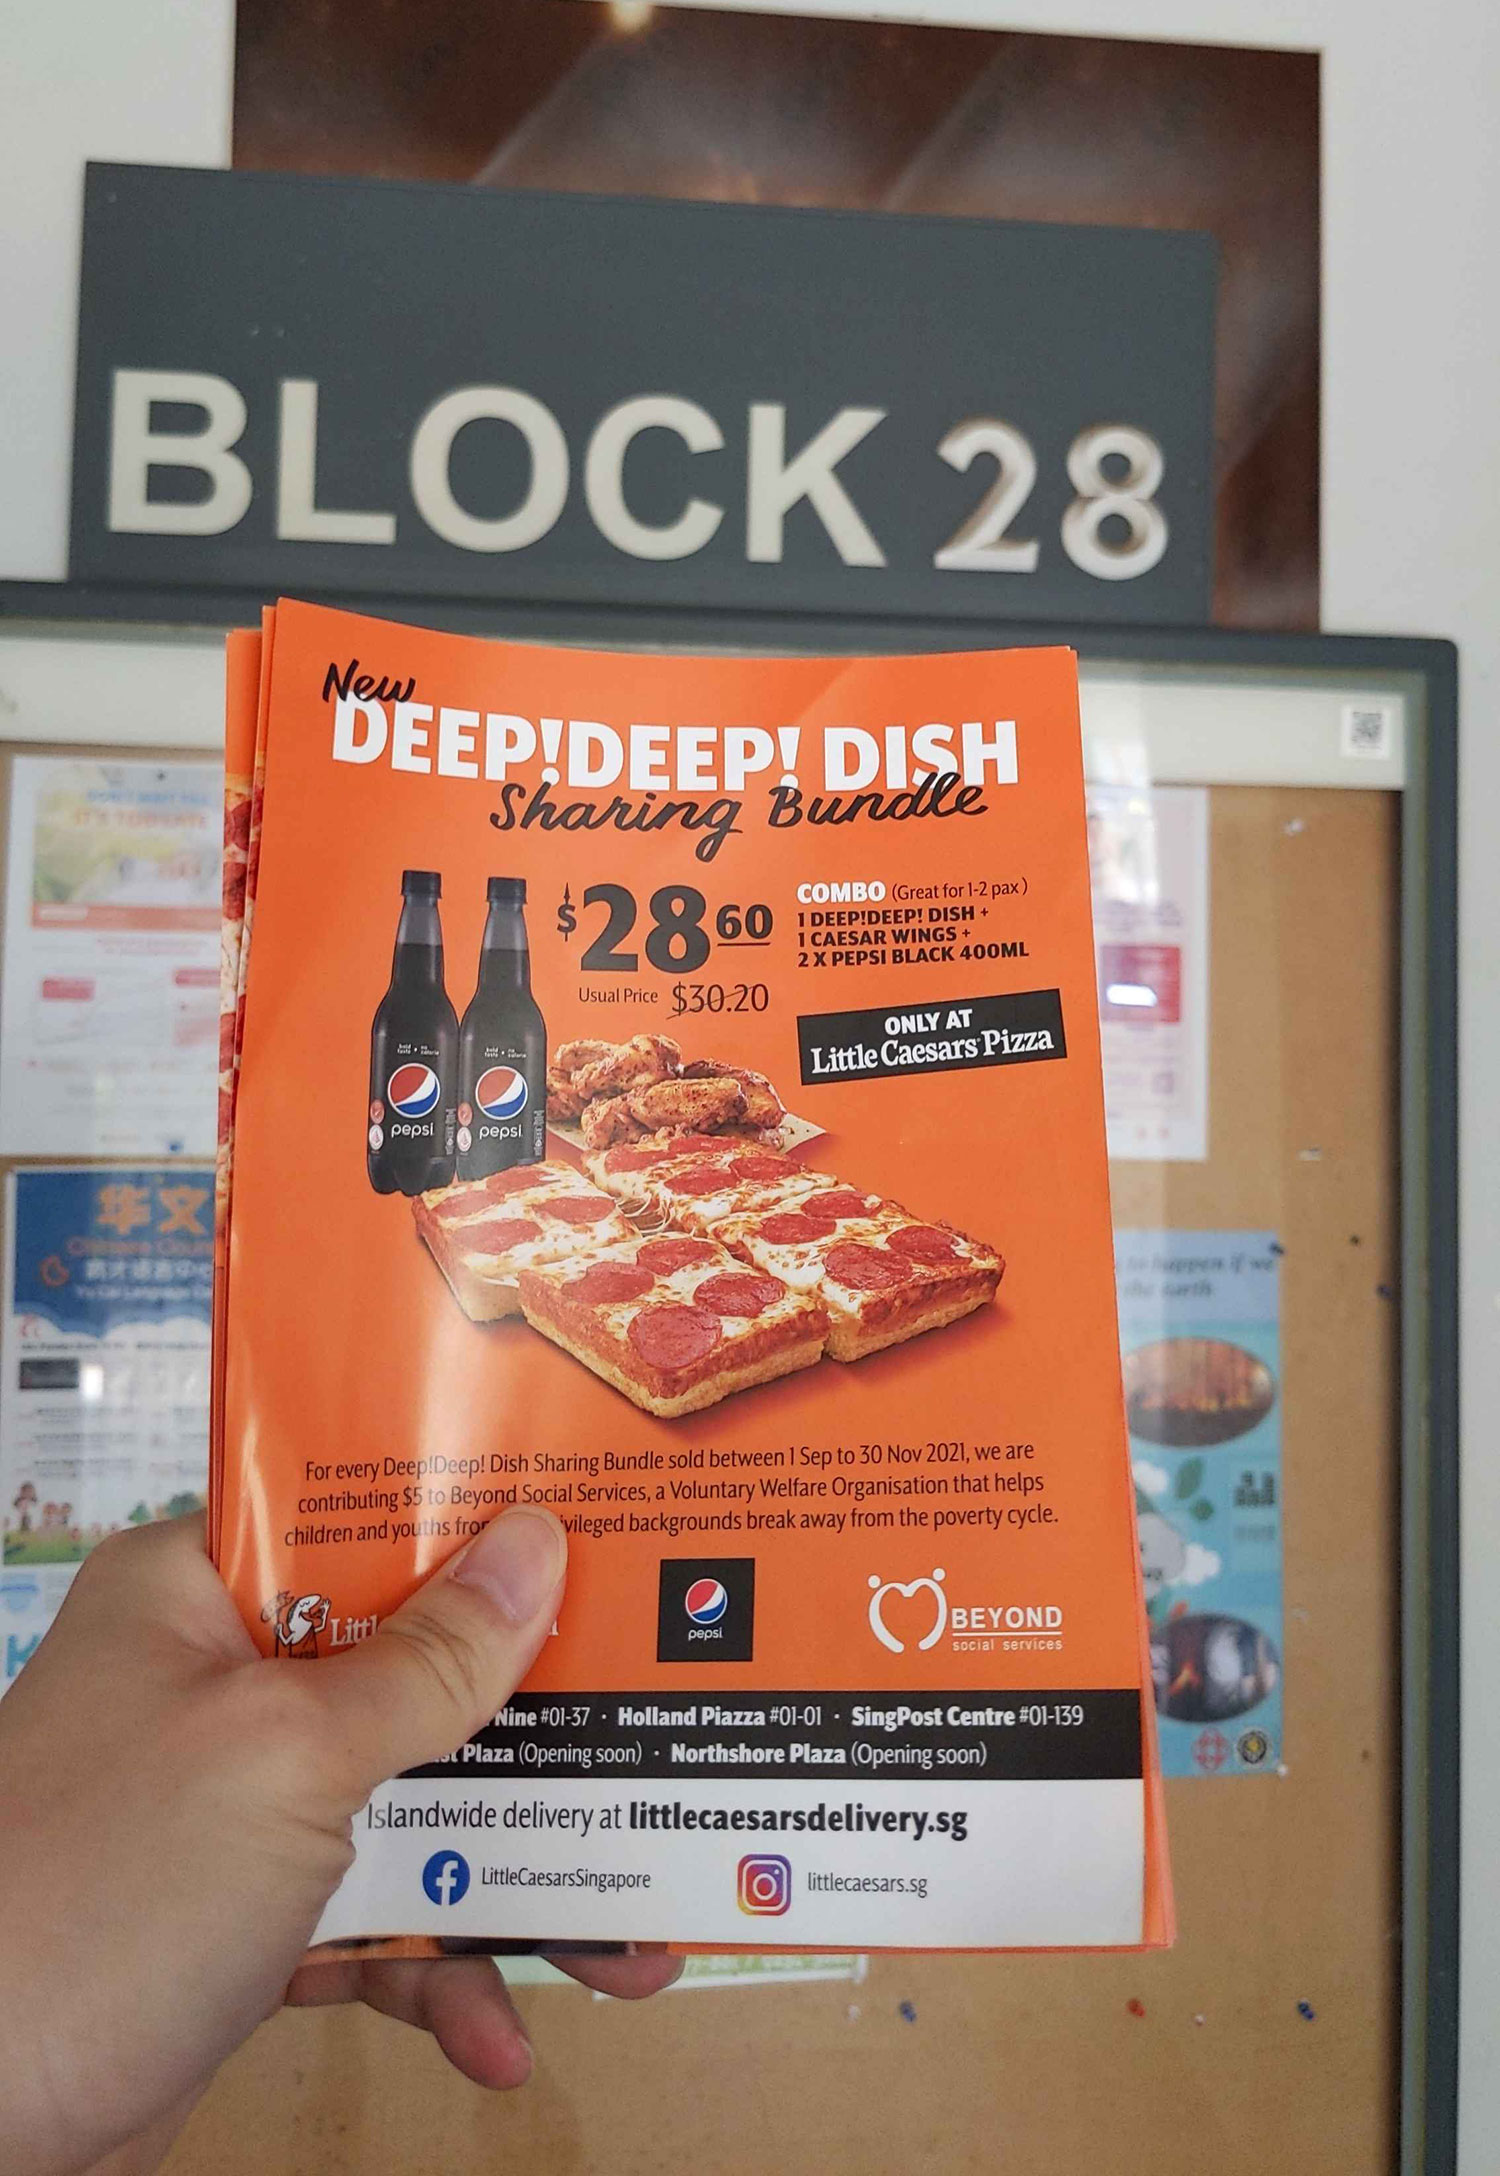 BLOCK 28
New
DEEP!DEEP! DISH
Sharing Bundle
$28 60
Usual Price $30.20
COMBO (Great for 1-2 pax)
1 DEEP!DEEP! DISH +
1 CAESAR WINGS +
2 X PEPSI BLACK 400ML
ONLY AT
Little Caesars Pizza
pepsi
pepsi
For every Deep!Deep! Dish Sharing Bundle sold between 1 Sep to 30 Nov 2021, we are
contributing $5 to Beyond Social Services, a Voluntary Welfare Organisation that helps
children and youths backgrounds break away from the poverty cycle.
pepsi
BEYOND
social services
Nine #01-37 · Holland Piazza #01-01 · SingPost Centre #01-139
Plaza (Opening soon) · Northshore Plaza (Opening soon)
Islandwide delivery at littlecaesarsdelivery.sg
LittleCaesarsSingapore
littlecaesars.sg
华文